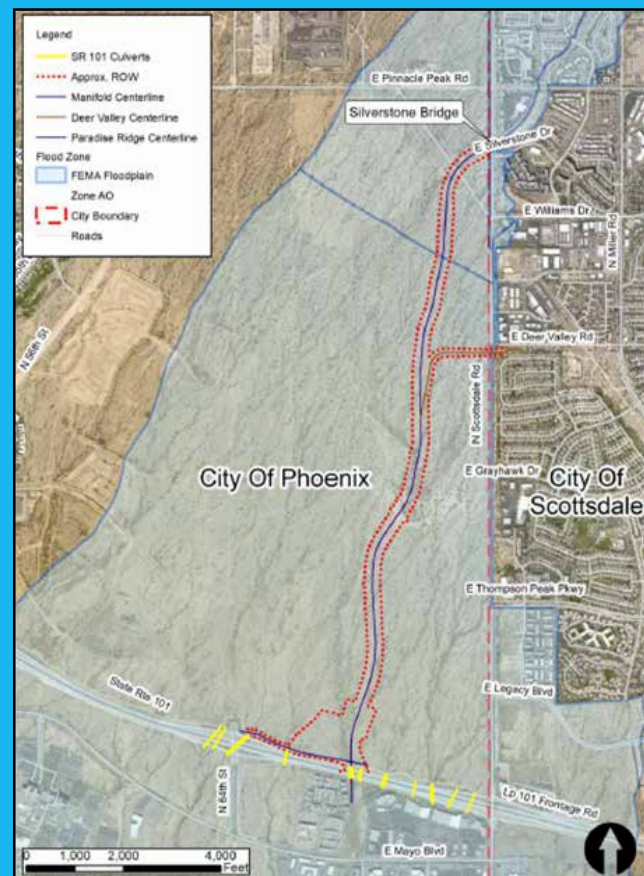 Legend
SR 101 Culverts
Approx. ROW
Manifold Centerline
Deer Valley Centerline
Paradise Ridge Centerline
Flood Zone
FEMA Floodplain
Zone AO
City Boundary
Roads
E Pinnacle Peak Rd
Silverstone Bridge
E Silverstone Dr
E Williams Dr
N Miller Rd
N 56th St
E Deer Valley Rd
N Scottsdale Rd
City Of Phoenix
E Grayhawk Dr
City Of
Scottsdale
E Thompson Peak Pkwy
E Legacy Blvd
State Rte 101
N 64th St
Lp 101 Frontage Rd
E Mayo Blvd
0 1,000 2,000 4,000
Feet